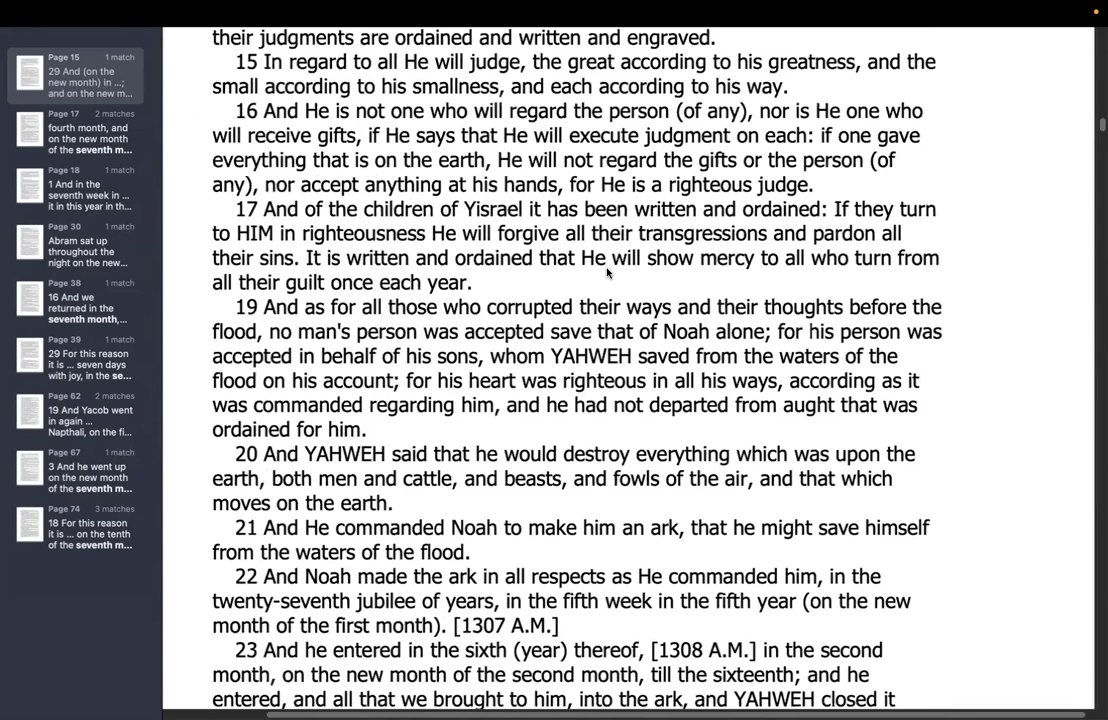 Page 15 1 match
29 And (on the
new month) in ...;
and on the new m...
Page 17 2 matches
fourth month, and
on the new month
of the seventh m...
Page 18 1 match
1 And in the
seventh week in ...
it in this year in th...
Page 30 1 match
Abram sat up
throughout the
night on the new...
Page 38 1 match
16 And we
returned in the
seventh month,...
Page 39 1 match
29 For this reason
it is ... seven days
with joy, in the se...
Page 62 2 matches
19 And Yacob went
in again ...
Napthali, on the fi...
Page 67 1 match
3 And he went up
on the new month
of the seventh m...
Page 74 3 matches
18 For this reason
it is ... on the tenth
of the seventh m...
their judgments are ordained and written and engraved.
15 In regard to all He will judge, the great according to his greatness, and the
small according to his smallness, and each according to his way.
16 And He is not one who will regard the person (of any), nor is He one who
will receive gifts, if He says that He will execute judgment on each: if one gave
everything that is on the earth, He will not regard the gifts or the person (of
any), nor accept anything at his hands, for He is a righteous judge.
17 And of the children of Yisrael it has been written and ordained: If they turn
to HIM in righteousness He will forgive all their transgressions and pardon all
their sins. It is written and ordained that He will show mercy to all who turn from
all their guilt once each year.
19 And as for all those who corrupted their ways and their thoughts before the
flood, no man's person was accepted save that of Noah alone; for his person was
accepted in behalf of his sons, whom YAHWEH saved from the waters of the
flood on his account; for his heart was righteous in all his ways, according as it
was commanded regarding him, and he had not departed from aught that was
ordained for him.
20 And YAHWEH said that he would destroy everything which was upon the
earth, both men and cattle, and beasts, and fowls of the air, and that which
moves on the earth.
21 And He commanded Noah to make him an ark, that he might save himself
from the waters of the flood.
22 And Noah made the ark in all respects as He commanded him, in the
twenty-seventh jubilee of years, in the fifth week in the fifth year (on the new
month of the first month). [1307 A.M.]
23 And he entered in the sixth (year) thereof, [1308 A.M.] in the second
month, on the new month of the second month, till the sixteenth; and he
entered, and all that we brought to him, into the ark, and YAHWEH closed it